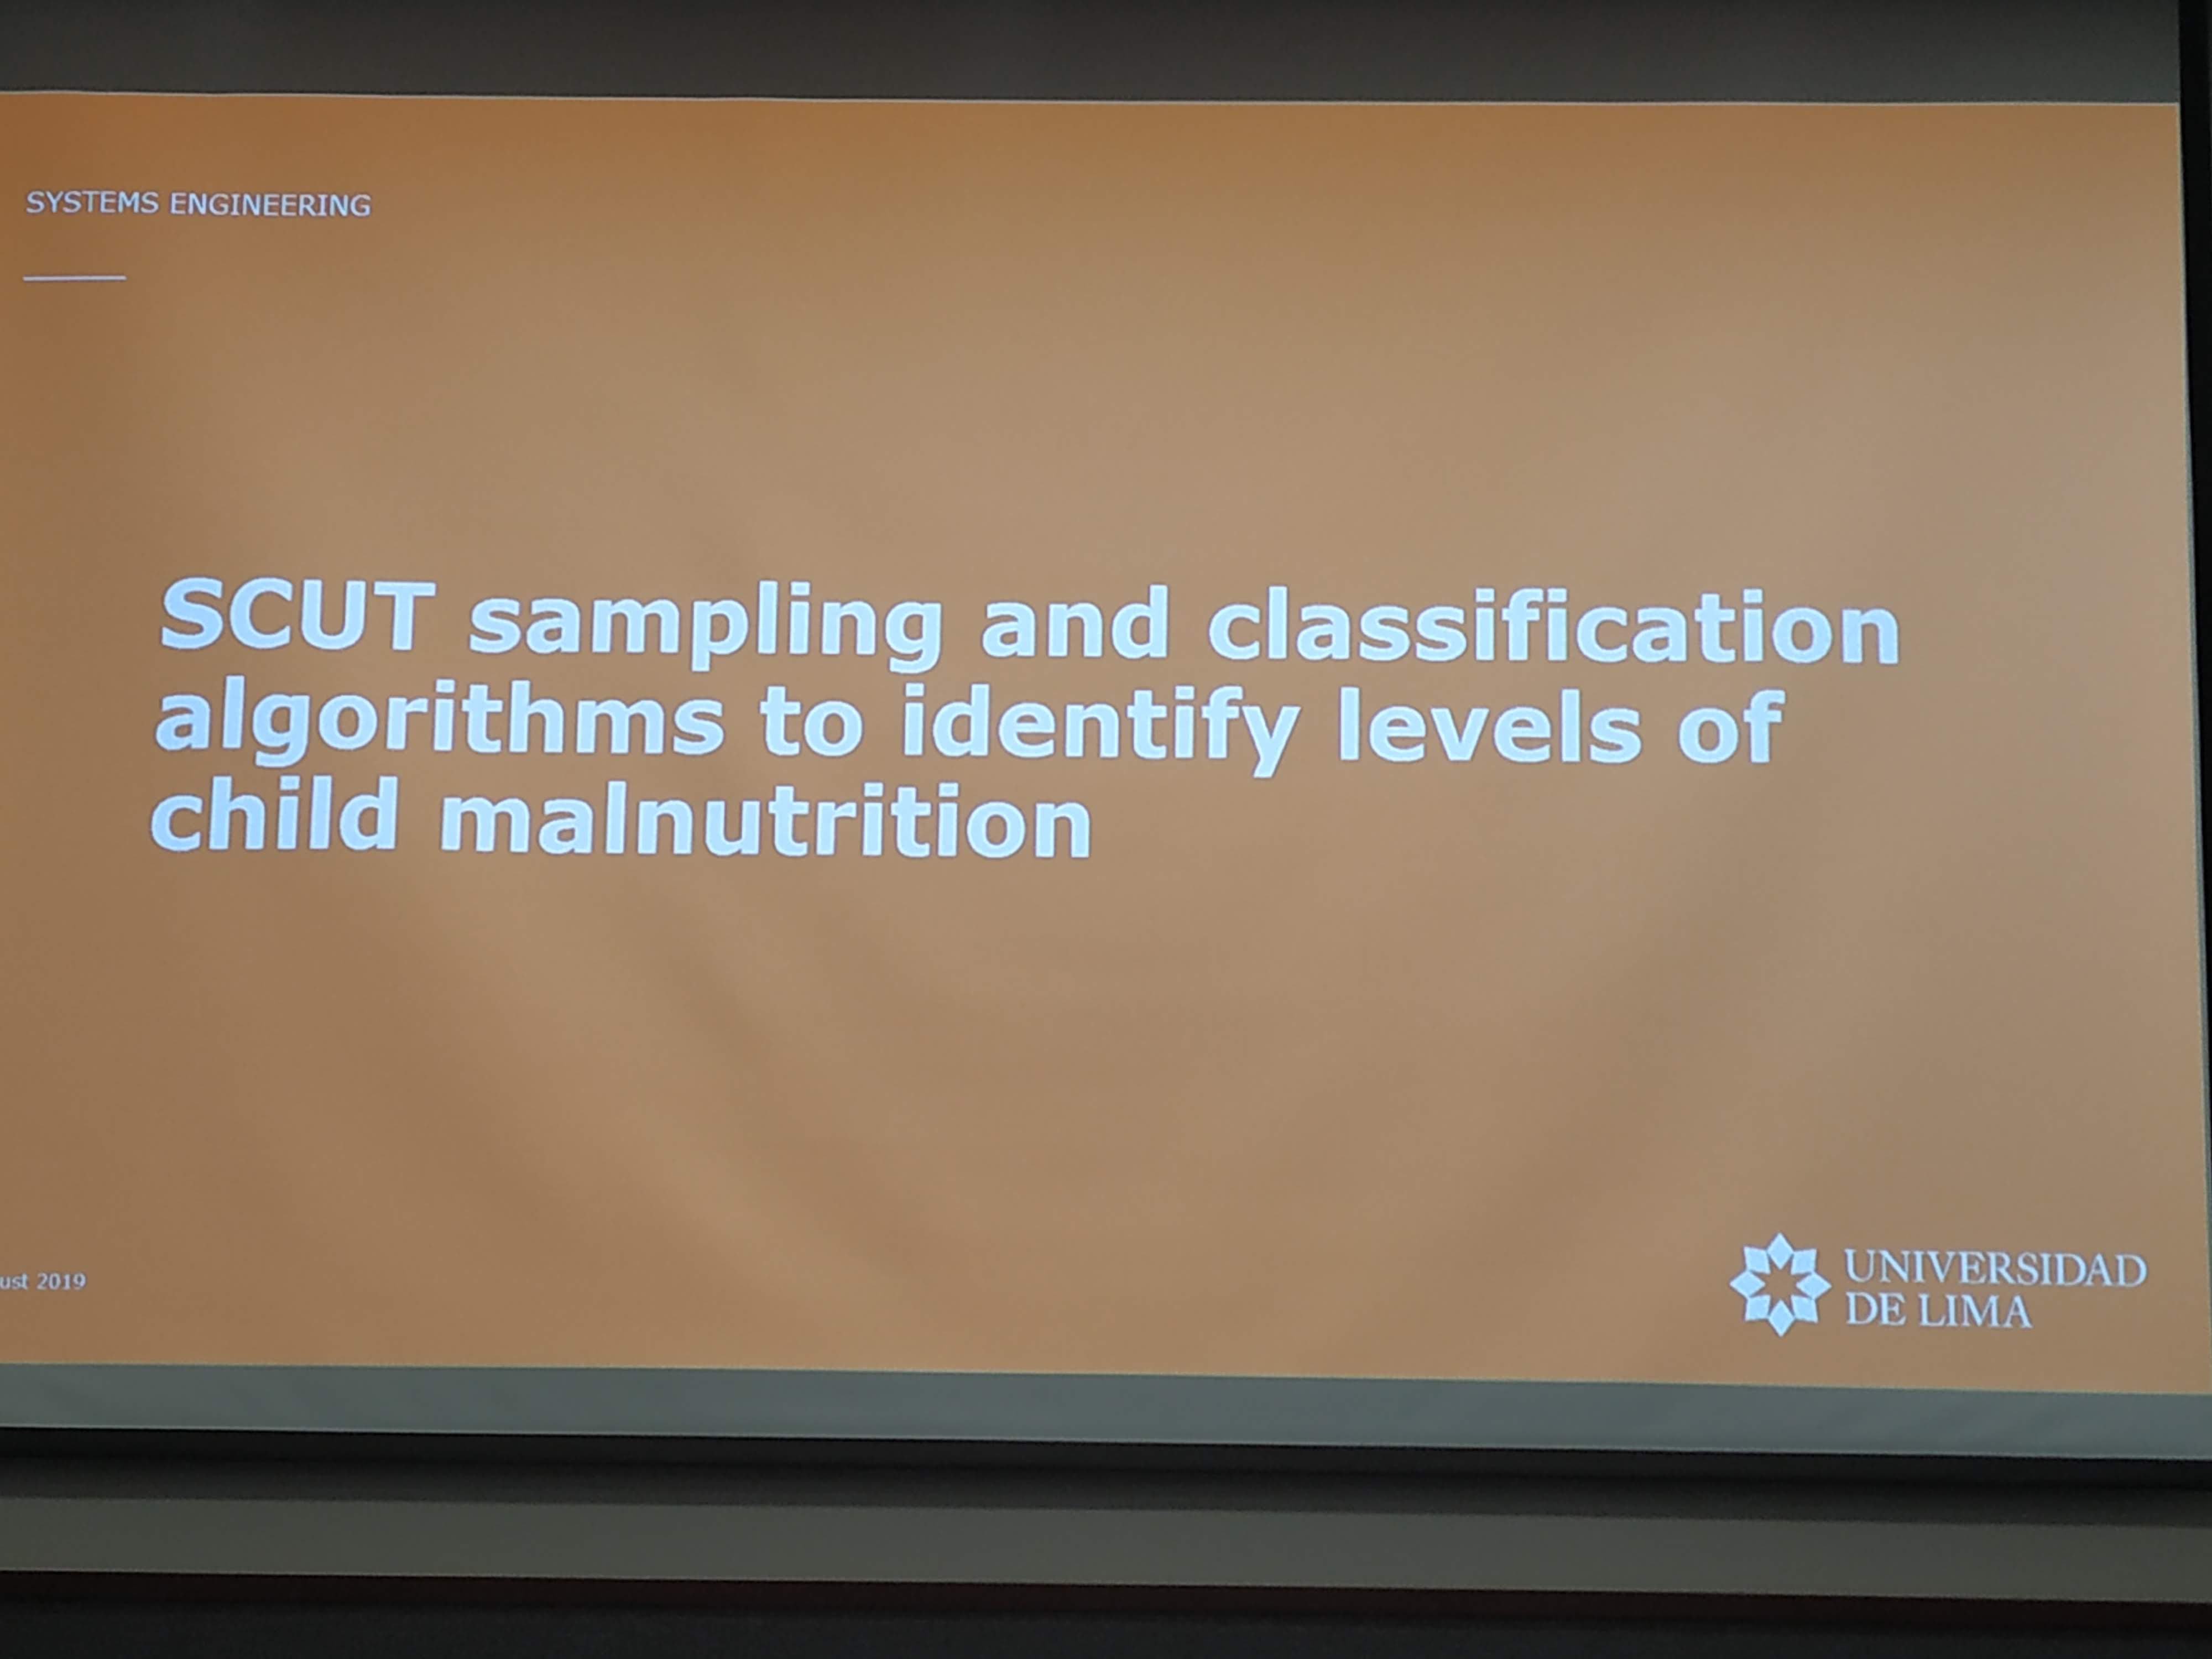 SYSTEMS ENGINEERING
SCUT sampling and classification
algorithms to identify levels of
child malnutrition
ust 2019
UNIVERSIDAD
DE LIMA